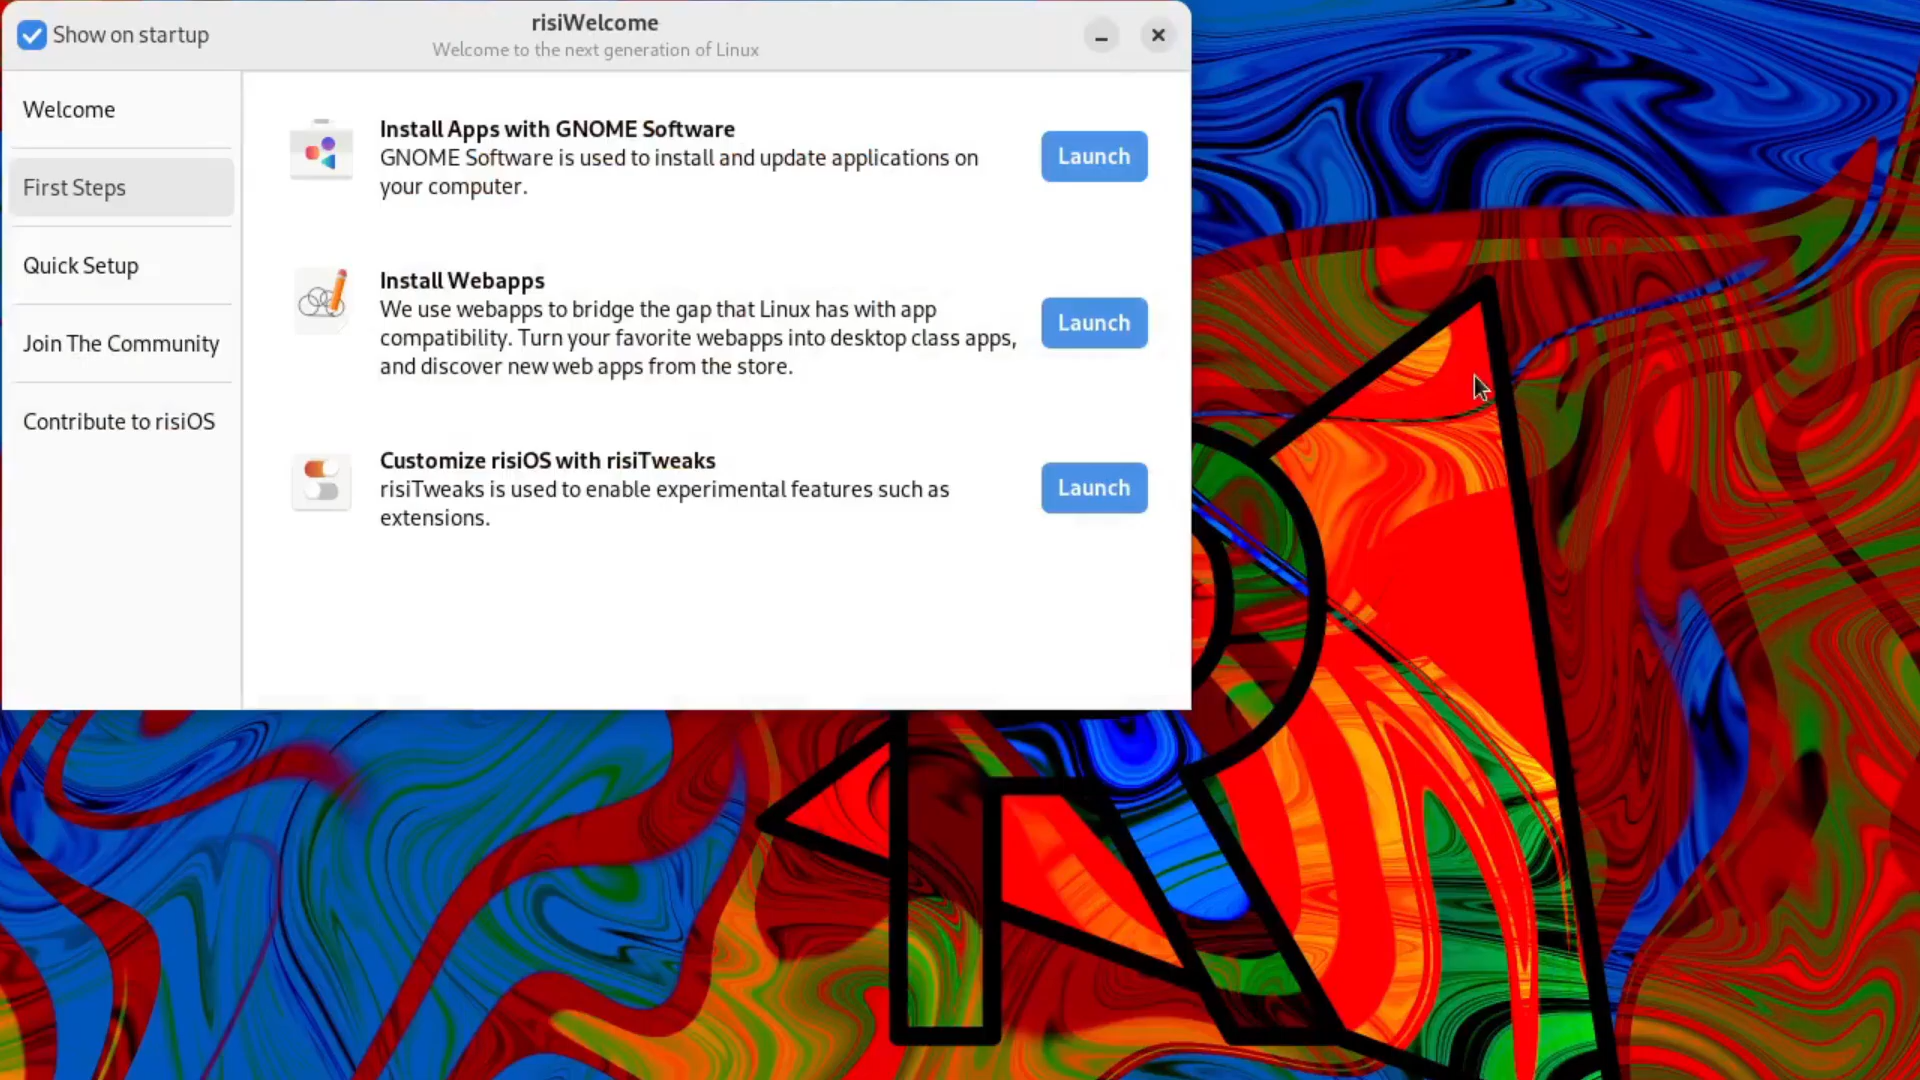 Show on startup
risiWelcome
Welcome to the next generation of Linux
Welcome
First Steps
Quick Setup
Join The Community
Contribute to risiOS
Install Apps with GNOME Software
GNOME Software is used to install and update applications on
your computer.
Launch
Install Webapps
We use webapps to bridge the gap that Linux has with app
compatibility. Turn your favorite webapps into desktop class apps,
and discover new web apps from the store.
Launch
Customize risiOS with risiTweaks
risiTweaks is used to enable experimental features such as
extensions.
Launch